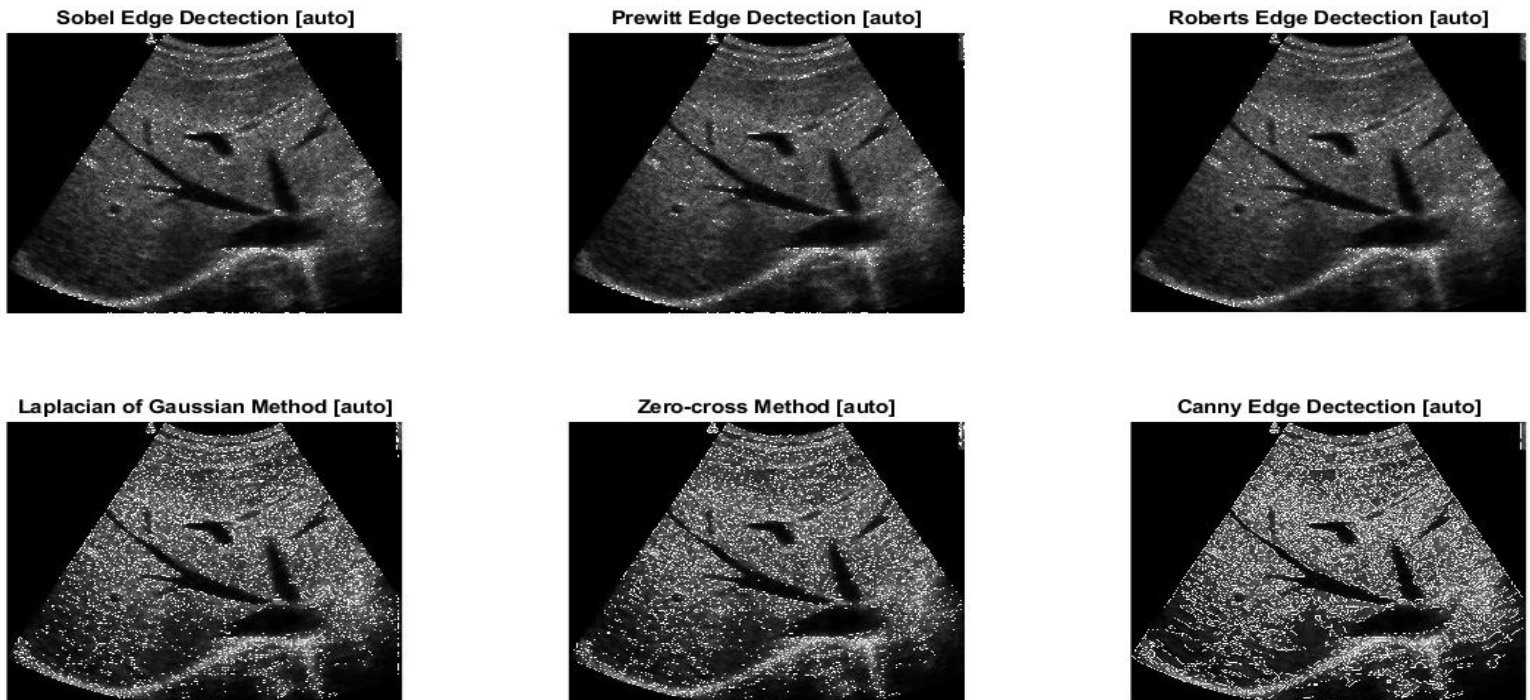 Sobel Edge Dectection [auto]
Prewitt Edge Dectection [auto]
Roberts Edge Dectection [auto]
Laplacian of Gaussian Method [auto]
Zero-cross Method [auto]
Canny Edge Dectection [auto]